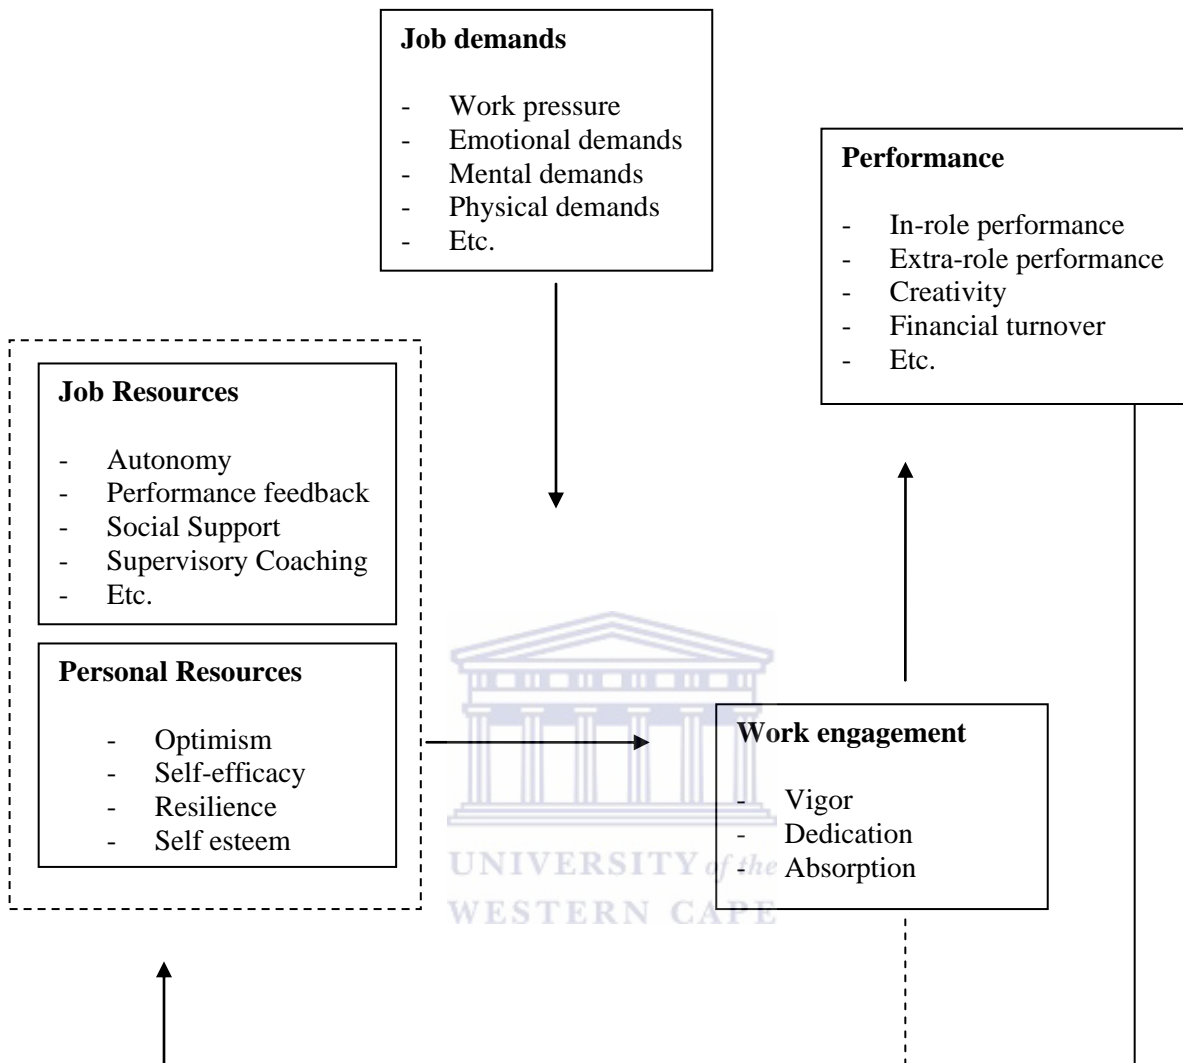 Job demands
- Work pressure
- Emotional demands
- Mental demands
- Physical demands
- Etc.
Performance
- In-role performance
- Extra-role performance
- Creativity
- Financial turnover
- Etc.
Job Resources
- Autonomy
- Performance feedback
- Social Support
- Supervisory Coaching
- Etc.
Personal Resources
- Optimism
- Self-efficacy
- Resilience
- Self esteem
Work engagement
- Vigor
- Dedication
- Absorption
UNIVERSITY of the
WESTERN CAPE